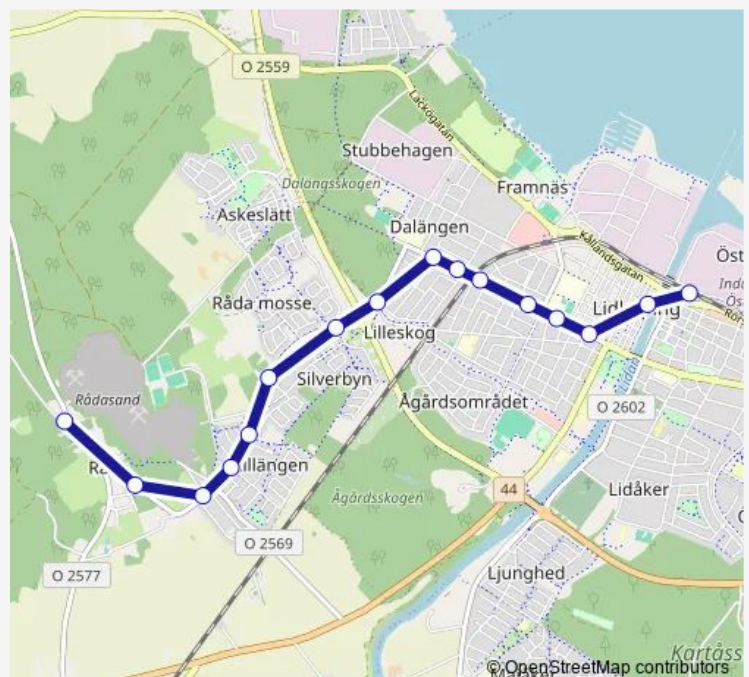 O 2559
Läckögatan
Stubbehagen
Dalängsskogen
Framnäs
Askeslätt
Dalängen
Kållandsgatan
Öst
Råda mosse
Lilleskog
Rådasand
Silverbyn
Ågårdsområdet
O 2602
Ågårdsskogen
44
Lidåker
O 2569
O 2577
Ljunghed
Kartåss
© OpenStreetMap contributors